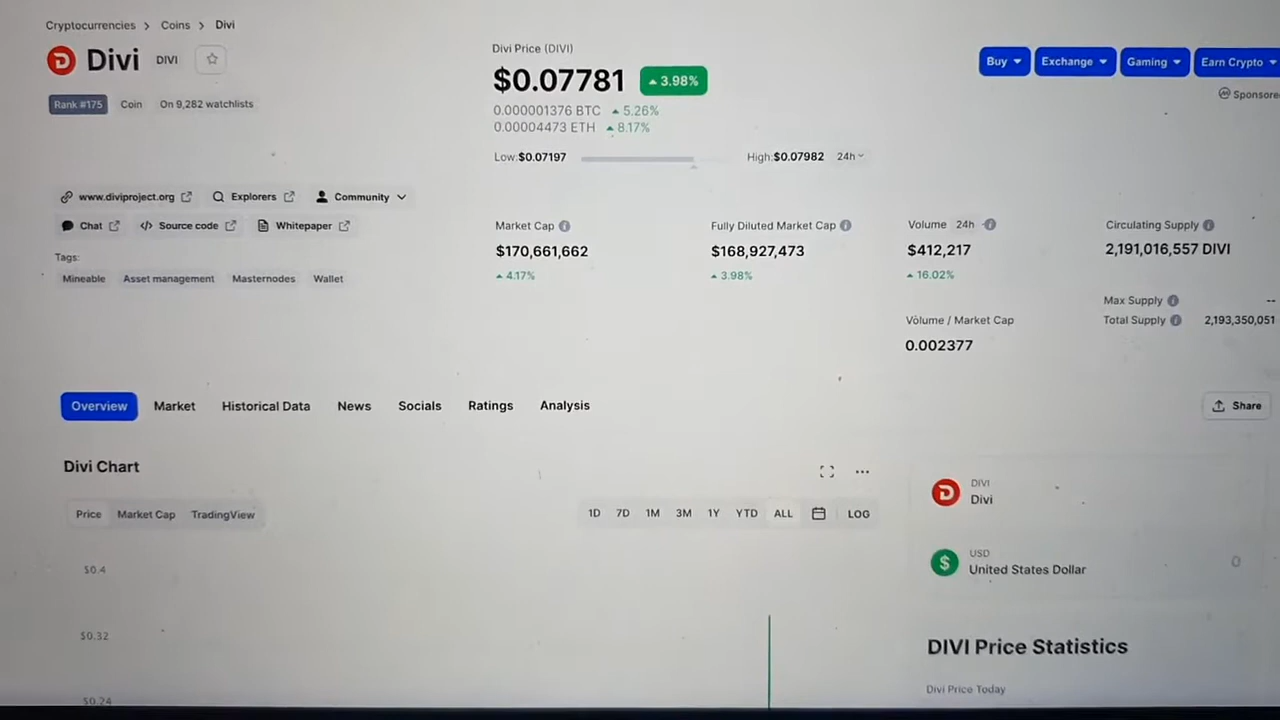 Cryptocurrencies > Coins > Divi
Divi DIVI
Rank #175 Coin On 9,282 watchlists
Divi Price (DIVI)
$0.07781 3.98%
0.000001376 BTC 5.26%
0.00004473 ETH 8.17%
Low:$0.07197 High:$0.07982 24h
Buy Exchange Gaming Earn Crypto
Sponsore
www.diviproject.org Explorers Community
Chat Source code Whitepaper
Tags:
Mineable Asset management Masternodes Wallet
Market Cap
$170,661,662
4.17%
Fully Diluted Market Cap
$168,927,473
3.98%
Volume 24h
$412,217
16.02%
Volume / Market Cap
0.002377
Circulating Supply
2,191,016,557 DIVI
Max Supply --
Total Supply 2,193,350,051
Overview Market Historical Data News Socials Ratings Analysis
Share
Divi Chart
Price Market Cap TradingView
1D 7D 1M 3M 1Y YTD ALL LOG
$0.4
$0.32
$0.24
DIVI
Divi
USD
United States Dollar
0
DIVI Price Statistics
Divi Price Today